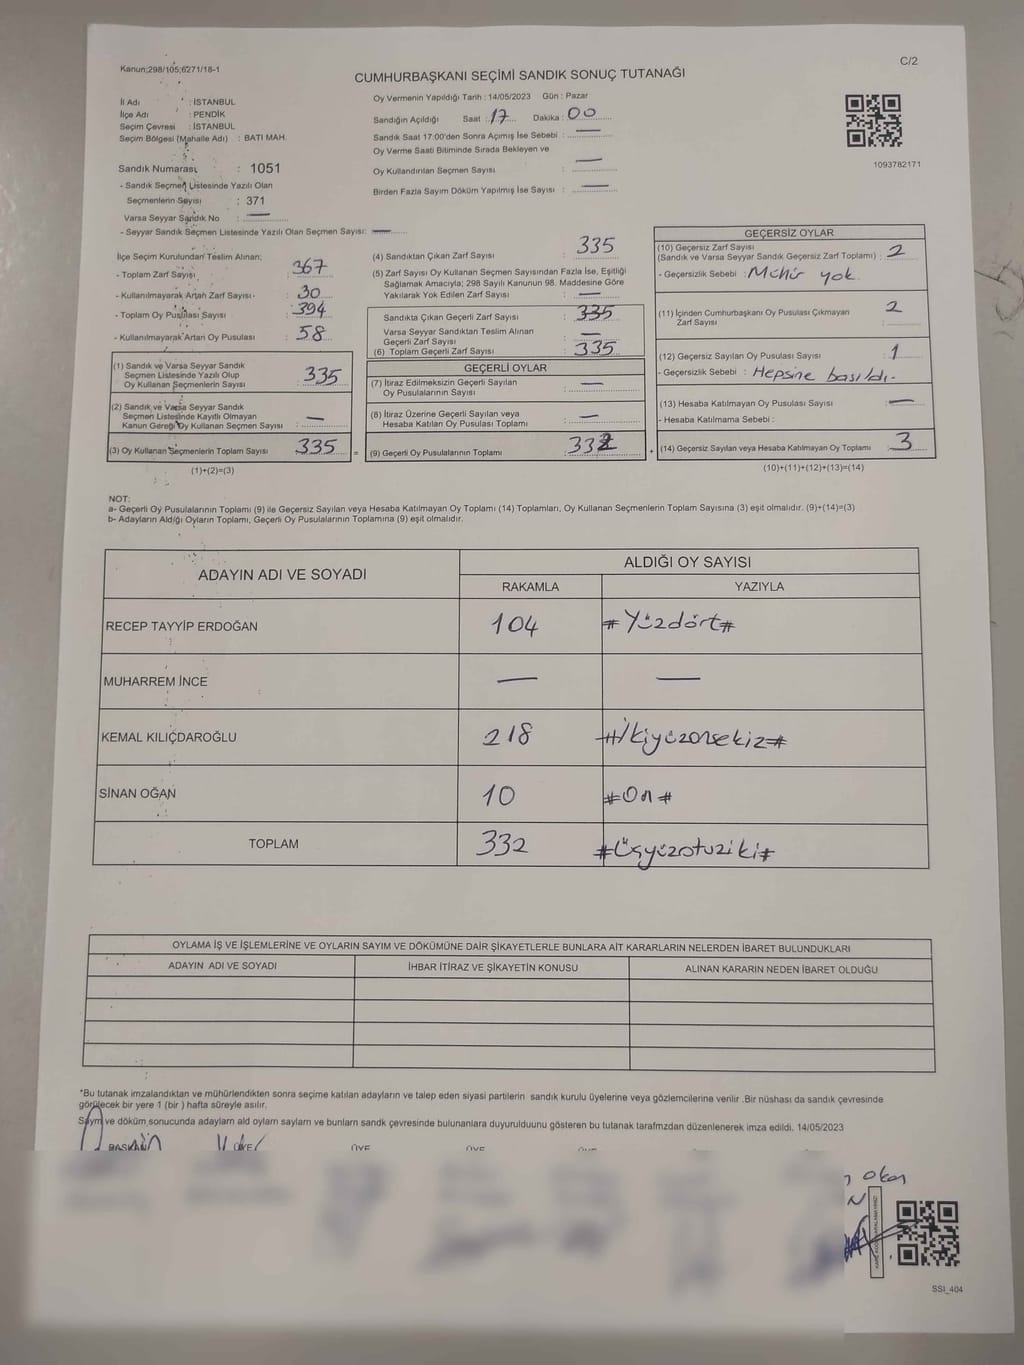 Kanun;298/105;6271/18-1
C/2
CUMHURBAŞKANI SEÇİMİ SANDIK SONUÇ TUTANAĞI
İl Adı : İSTANBUL
İlçe Adı : PENDİK
Seçim Çevresi : İSTANBUL
Seçim Bölgesi (Mahalle Adı) : BATI MAH.
Oy Vermenin Yapıldığı Tarih : 14/05/2023 Gün : Pazar
Sandığın Açıldığı Saat : 17 Dakika : 00
Sandık Saat 17:00'den Sonra Açımış İse Sebebi : —
Oy Verme Saati Bitiminde Sırada Bekleyen ve
Oy Kullandırılan Seçmen Sayısı : —
Birden Fazla Sayım Döküm Yapılmış İse Sayısı : —
1093782171
Sandık Numarası : 1051
- Sandık Seçmen Listesinde Yazılı Olan
Seçmenlerin Sayısı : 371
Varsa Seyyar Sandık No : —
- Seyyar Sandık Seçmen Listesinde Yazılı Olan Seçmen Sayısı: —
İlçe Seçim Kurulundan Teslim Alınan;
- Toplam Zarf Sayısı : 367
- Kullanılmayarak Artan Zarf Sayısı : 30
- Toplam Oy Pusulası Sayısı : 394
- Kullanılmayarak Artan Oy Pusulası : 58
(1) Sandık ve Varsa Seyyar Sandık
Seçmen Listesinde Yazılı Olup
Oy Kullanan Seçmenlerin Sayısı : 335
(2) Sandık ve Varsa Seyyar Sandık
Seçmen Listesinde Kayıtlı Olmayan
Kanun Gereği Oy Kullanan Seçmen Sayısı : —
(3) Oy Kullanan Seçmenlerin Toplam Sayısı : 335 =
(1)+(2)=(3)
(4) Sandıktan Çıkan Zarf Sayısı : 335
(5) Zarf Sayısı Oy Kullanan Seçmen Sayısından Fazla İse, Eşitliği
Sağlamak Amacıyla; 298 Sayılı Kanunun 98. Maddesine Göre
Yakılarak Yok Edilen Zarf Sayısı : —
Sandıkta Çıkan Geçerli Zarf Sayısı : 335
Varsa Seyyar Sandıktan Teslim Alınan
Geçerli Zarf Sayısı : —
(6) Toplam Geçerli Zarf Sayısı : 335
GEÇERLİ OYLAR
(7) İtiraz Edilmeksizin Geçerli Sayılan
Oy Pusulalarının Sayısı : —
(8) İtiraz Üzerine Geçerli Sayılan veya
Hesaba Katılan Oy Pusulası Toplamı : —
(9) Geçerli Oy Pusulalarının Toplamı : 332 +
GEÇERSİZ OYLAR
(10) Geçersiz Zarf Sayısı
(Sandık ve Varsa Seyyar Sandık Geçersiz Zarf Toplamı) : 2
- Geçersizlik Sebebi : Mühür yok.
(11) İçinden Cumhurbaşkanı Oy Pusulası Çıkmayan
Zarf Sayısı : 2
(12) Geçersiz Sayılan Oy Pusulası Sayısı : 1
- Geçersizlik Sebebi : Hepsine basıldı.
(13) Hesaba Katılmayan Oy Pusulası Sayısı : —
- Hesaba Katılmama Sebebi :
(14) Geçersiz Sayılan veya Hesaba Katılmayan Oy Toplamı : 3
(10)+(11)+(12)+(13)=(14)
NOT:
a- Geçerli Oy Pusulalarının Toplamı (9) ile Geçersiz Sayılan veya Hesaba Katılmayan Oy Toplamı (14) Toplamları, Oy Kullanan Seçmenlerin Toplam Sayısına (3) eşit olmalıdır. (9)+(14)=(3)
b- Adayların Aldığı Oyların Toplamı, Geçerli Oy Pusulalarının Toplamına (9) eşit olmalıdır.
ADAYIN ADI VE SOYADI
ALDIĞI OY SAYISI
RAKAMLA YAZIYLA
RECEP TAYYİP ERDOĞAN 104 #Yüzdört#
MUHARREM İNCE — —
KEMAL KILIÇDAROĞLU 218 #İkiyüzonsekiz#
SİNAN OĞAN 10 #On#
TOPLAM 332 #Üçyüzotuziki#
OYLAMA İŞ VE İŞLEMLERİNE VE OYLARIN SAYIM VE DÖKÜMÜNE DAİR ŞİKAYETLERLE BUNLARA AİT KARARLARIN NELERDEN İBARET BULUNDUKLARI
ADAYIN ADI VE SOYADI İHBAR İTİRAZ VE ŞİKAYETİN KONUSU ALINAN KARARIN NEDEN İBARET OLDUĞU
*Bu tutanak imzalandıktan ve mühürlendikten sonra seçime katılan adayların ve talep eden siyasi partilerin sandık kurulu üyelerine veya gözlemcilerine verilir .Bir nüshası da sandık çevresinde
görülecek bir yere 1 (bir ) hafta süreyle asılır.
Sayım ve döküm sonucunda adayların ald oyların sayların ve bunların sandık çevresinde bulunanlara duyurulduunu gösteren bu tutanak tarafmzdan düzenlenerek imza edildi. 14/05/2023
BAŞKAN ÜYE ÜYE ÜYE
SSI_404